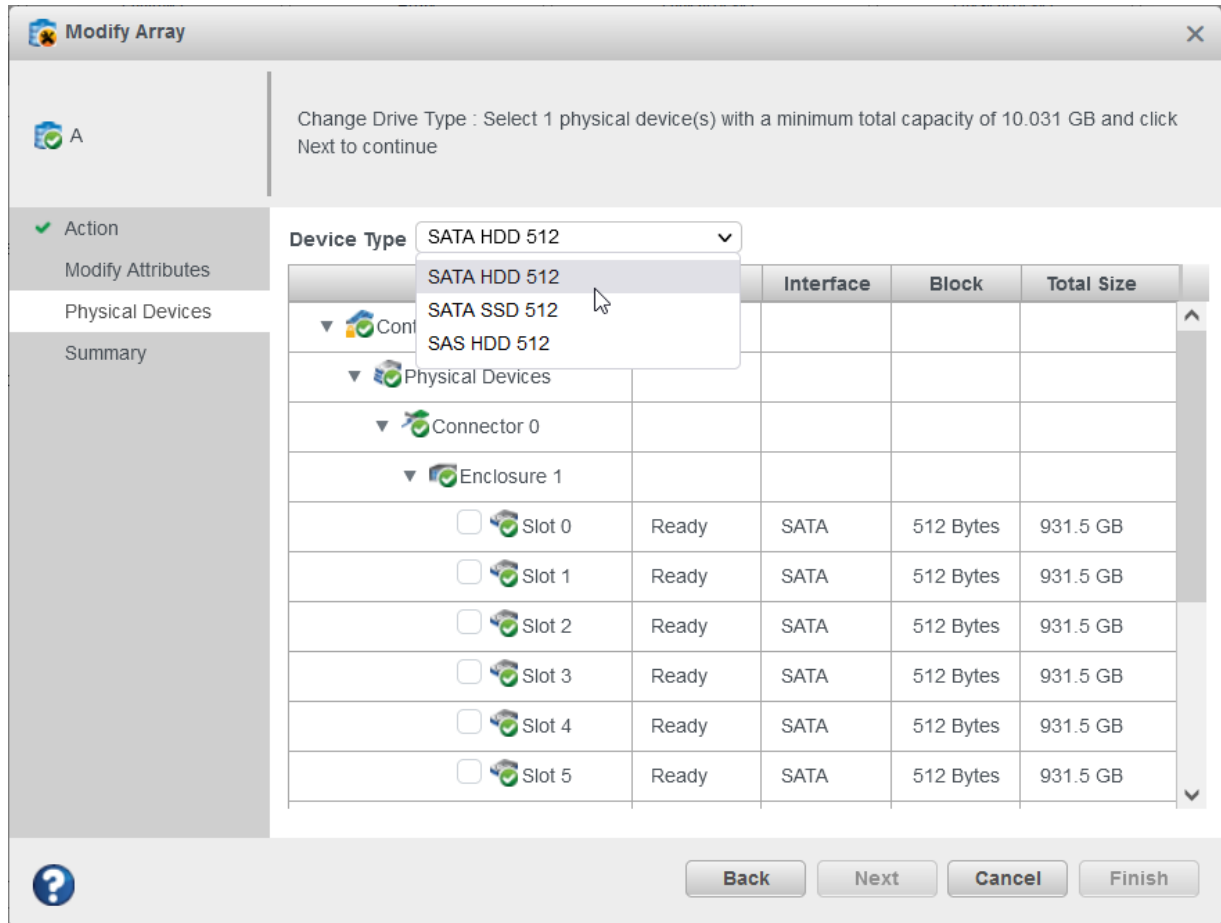 Modify Array
A
Change Drive Type : Select 1 physical device(s) with a minimum total capacity of 10.031 GB and click
Next to continue
Action
Modify Attributes
Physical Devices
Summary
Device Type SATA HDD 512
SATA HDD 512
SATA SSD 512
SAS HDD 512
Interface Block Total Size
Cont
Physical Devices
Connector 0
Enclosure 1
Slot 0 Ready SATA 512 Bytes 931.5 GB
Slot 1 Ready SATA 512 Bytes 931.5 GB
Slot 2 Ready SATA 512 Bytes 931.5 GB
Slot 3 Ready SATA 512 Bytes 931.5 GB
Slot 4 Ready SATA 512 Bytes 931.5 GB
Slot 5 Ready SATA 512 Bytes 931.5 GB
? Back Next Cancel Finish